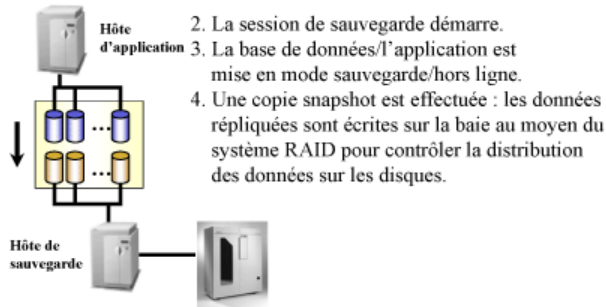 Hôte
d'application
2. La session de sauvegarde démarre.
3. La base de données/l'application est
mise en mode sauvegarde/hors ligne.
4. Une copie snapshot est effectuée : les données
répliquées sont écrites sur la baie au moyen du
système RAID pour contrôler la distribution
des données sur les disques.
...
...
Hôte de
sauvegarde